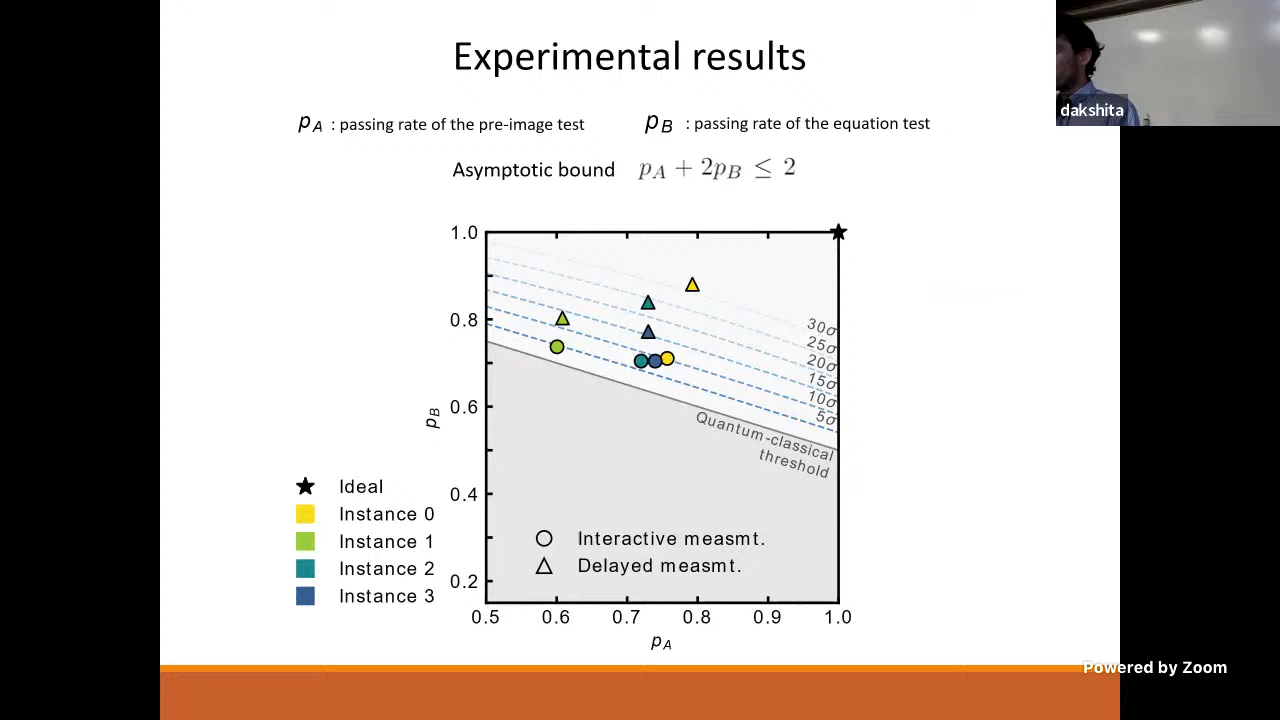 Experimental results
dakshita
p_A : passing rate of the pre-image test
p_B : passing rate of the equation test
Asymptotic bound p_A + 2p_B ≤ 2
1.0
0.8
0.6
0.4
0.2
p_B
30σ
25σ
20σ
15σ
10σ
5σ
Quantum-classical
threshold
Ideal
Instance 0
Instance 1
Instance 2
Instance 3
Interactive measmt.
Delayed measmt.
0.5 0.6 0.7 0.8 0.9 1.0
p_A
Powered by Zoom